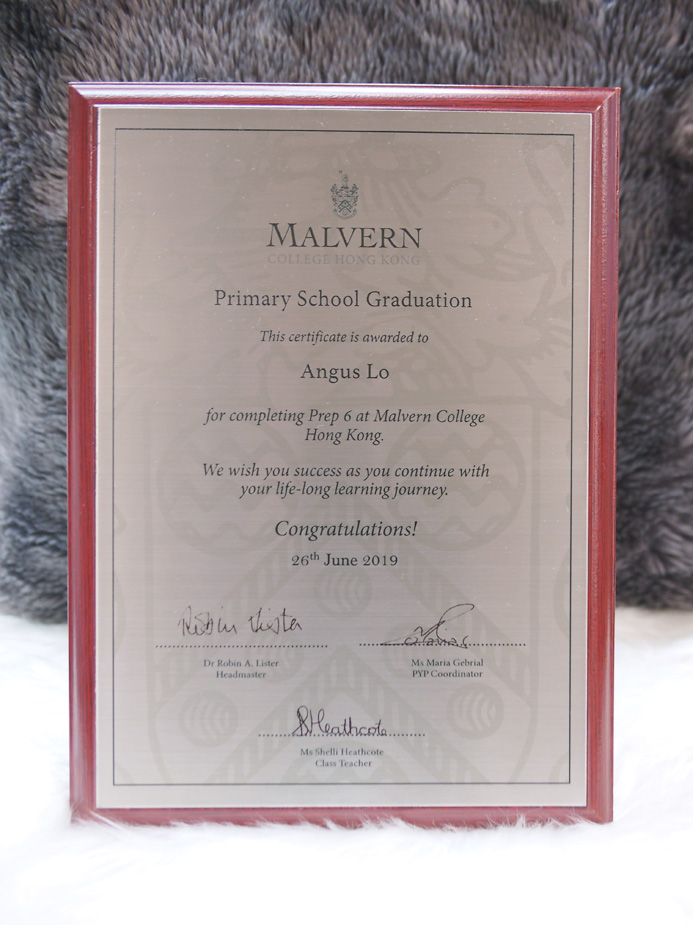 MALVERN
COLLEGE HONG KONG
Primary School Graduation
This certificate is awarded to
Angus Lo
for completing Prep 6 at Malvern College
Hong Kong.
We wish you success as you continue with
your life-long learning journey.
Congratulations!
26th June 2019
Robin Lister
Dr Robin A. Lister
Headmaster
Ms Maria Gebrial
PYP Coordinator
SHeathcote
Ms Shelli Heathcote
Class Teacher